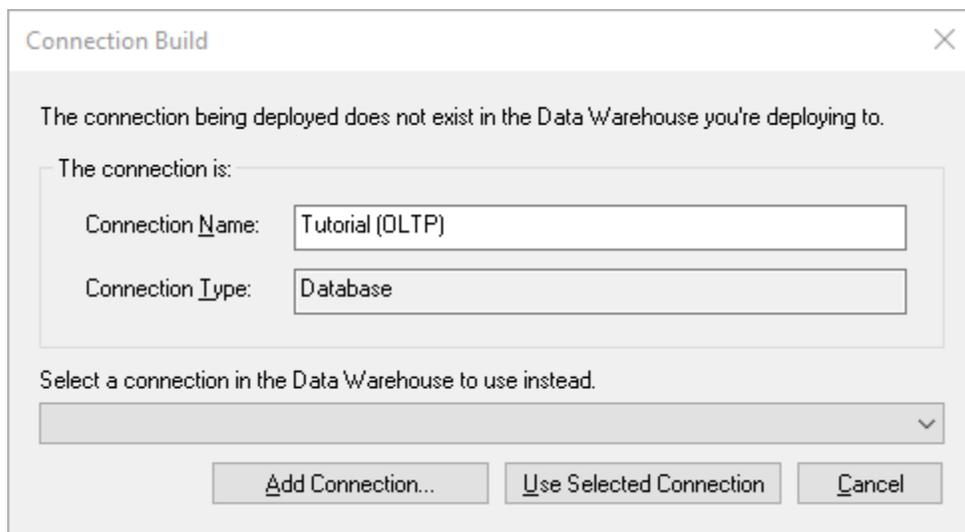 Connection Build
The connection being deployed does not exist in the Data Warehouse you're deploying to.
The connection is:
Connection Name: Tutorial (OLTP)
Connection Type: Database
Select a connection in the Data Warehouse to use instead.
Add Connection... Use Selected Connection Cancel